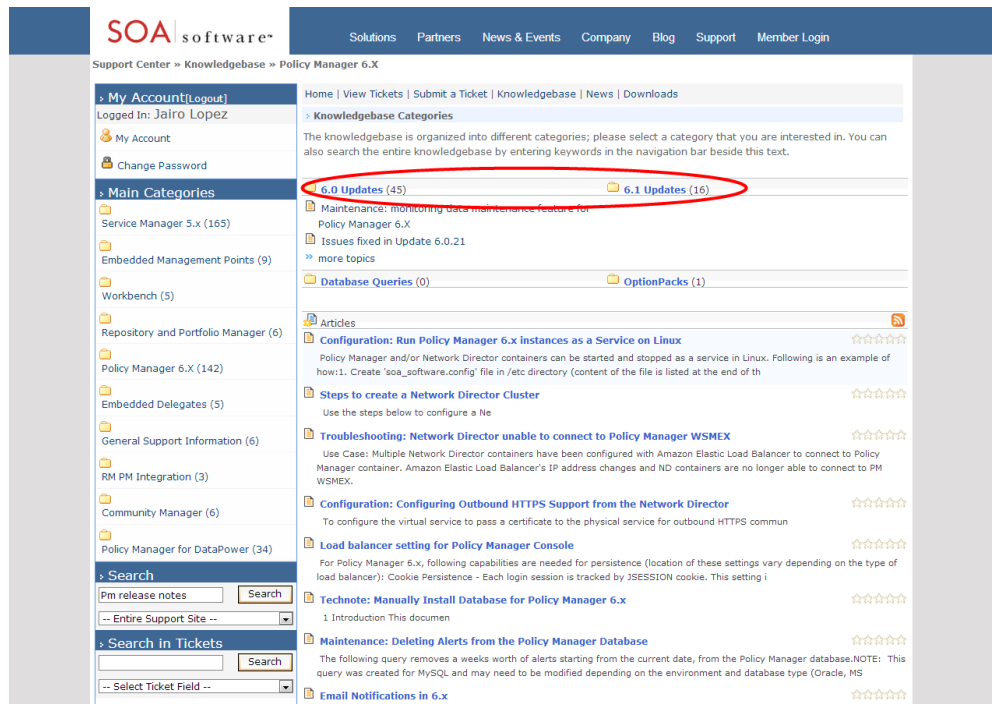 SOA software™
Solutions Partners News & Events Company Blog Support Member Login
Support Center » Knowledgebase » Policy Manager 6.X
› My Account[Logout]
Logged In: Jairo Lopez
My Account
Change Password
› Main Categories
Service Manager 5.x (165)
Embedded Management Points (9)
Workbench (5)
Repository and Portfolio Manager (6)
Policy Manager 6.X (142)
Embedded Delegates (5)
General Support Information (6)
RM PM Integration (3)
Community Manager (6)
Policy Manager for DataPower (34)
› Search
Pm release notes Search
-- Entire Support Site --
› Search in Tickets
Search
-- Select Ticket Field --
Home | View Tickets | Submit a Ticket | Knowledgebase | News | Downloads
› Knowledgebase Categories
The knowledgebase is organized into different categories; please select a category that you are interested in. You can
also search the entire knowledgebase by entering keywords in the navigation bar beside this text.
6.0 Updates (45) 6.1 Updates (16)
Maintenance: monitoring data maintenance feature for
Policy Manager 6.X
Issues fixed in Update 6.0.21
» more topics
Database Queries (0) OptionPacks (1)
Articles
Configuration: Run Policy Manager 6.x instances as a Service on Linux
Policy Manager and/or Network Director containers can be started and stopped as a service in Linux. Following is an example of
how:1. Create 'soa_software.config' file in /etc directory (content of the file is listed at the end of th
Steps to create a Network Director Cluster
Use the steps below to configure a Ne
Troubleshooting: Network Director unable to connect to Policy Manager WSMEX
Use Case: Multiple Network Director containers have been configured with Amazon Elastic Load Balancer to connect to Policy
Manager container. Amazon Elastic Load Balancer's IP address changes and ND containers are no longer able to connect to PM
WSMEX.
Configuration: Configuring Outbound HTTPS Support from the Network Director
To configure the virtual service to pass a certificate to the physical service for outbound HTTPS commun
Load balancer setting for Policy Manager Console
For Policy Manager 6.x, following capabilities are needed for persistence (location of these settings vary depending on the type of
load balancer): Cookie Persistence - Each login session is tracked by JSESSION cookie. This setting i
Technote: Manually Install Database for Policy Manager 6.x
1 Introduction This documen
Maintenance: Deleting Alerts from the Policy Manager Database
The following query removes a weeks worth of alerts starting from the current date, from the Policy Manager database.NOTE: This
query was created for MySQL and may need to be modified depending on the environment and database type (Oracle, MS
Email Notifications in 6.x